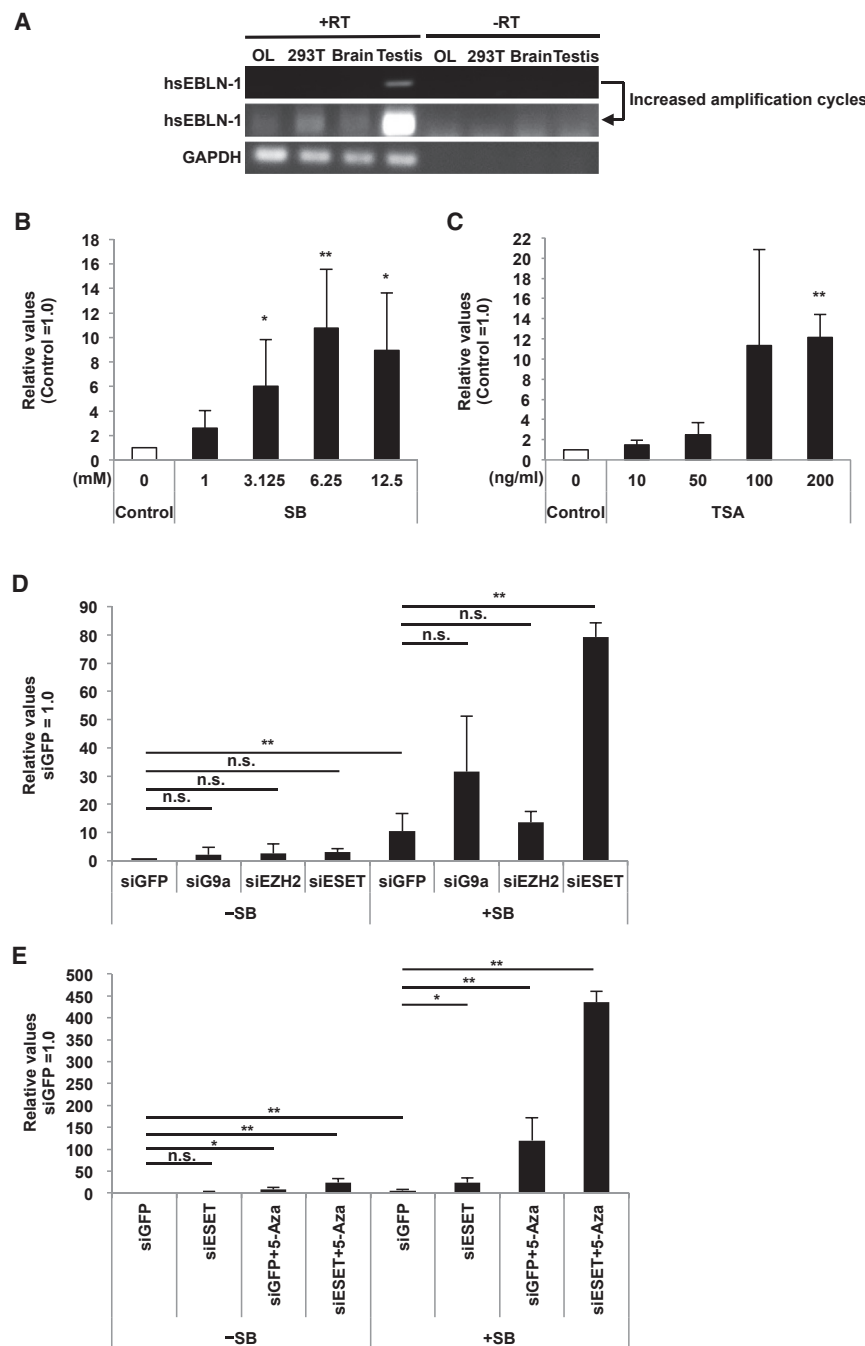 A
+RT -RT
OL 293T Brain Testis OL 293T Brain Testis
hsEBLN-1
hsEBLN-1
GAPDH
Increased amplification cycles
B
Relative values
(Control =1.0)
18
16
14
12
10
8
6
4
2
0
* ** *
(mM) 0 1 3.125 6.25 12.5
Control SB
C
Relative values
(Control =1.0)
22
20
18
16
14
12
10
8
6
4
2
0
**
(ng/ml) 0 10 50 100 200
Control TSA
D
Relative values
siGFP = 1.0
90
80
70
60
50
40
30
20
10
0
**
n.s.
n.s.
**
n.s.
n.s.
n.s.
siGFP siG9a siEZH2 siESET siGFP siG9a siEZH2 siESET
−SB +SB
E
Relative values
siGFP =1.0
500
450
400
350
300
250
200
150
100
50
0
**
**
*
**
**
*
n.s.
siGFP
siESET
siGFP+5-Aza
siESET+5-Aza
siGFP
siESET
siGFP+5-Aza
siESET+5-Aza
−SB +SB